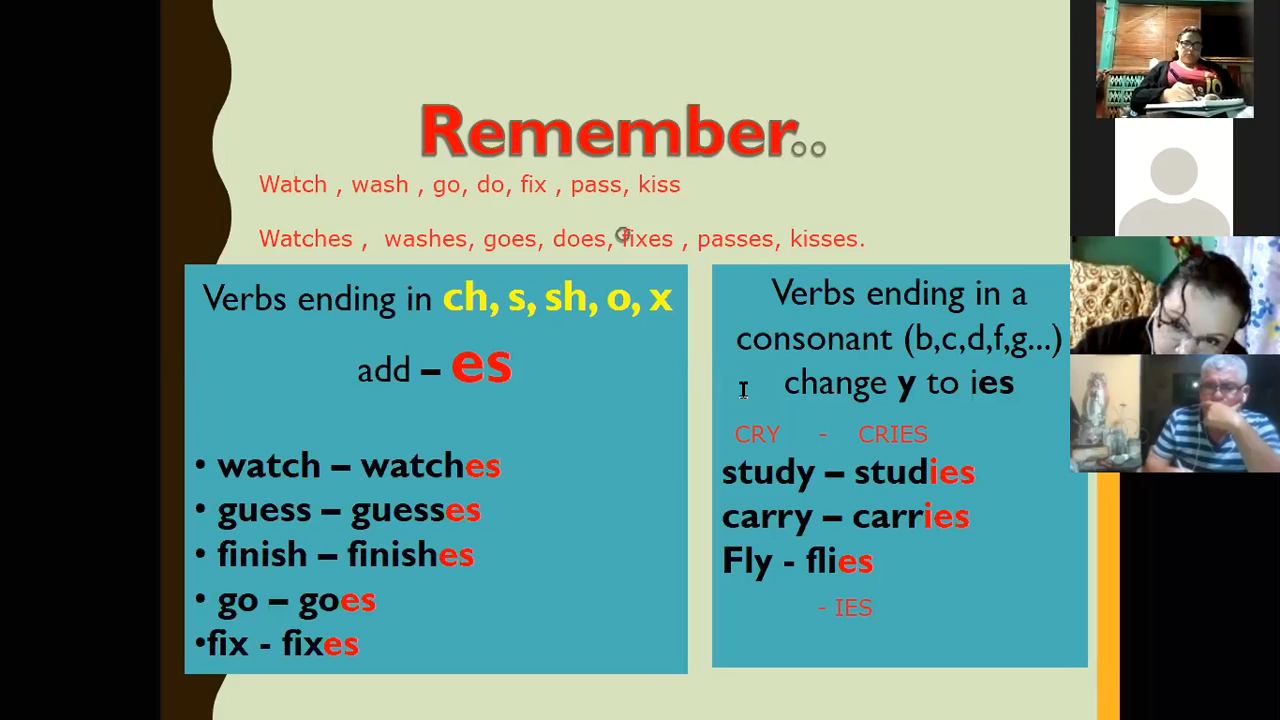 Remember..
Watch , wash , go, do, fix , pass, kiss
Watches , washes, goes, does, fixes , passes, kisses.
Verbs ending in ch, s, sh, o, x
add – es
• watch – watches
• guess – guesses
• finish – finishes
• go – goes
•fix - fixes
Verbs ending in a
consonant (b,c,d,f,g...)
change y to ies
CRY - CRIES
study – studies
carry – carries
Fly - flies
- IES